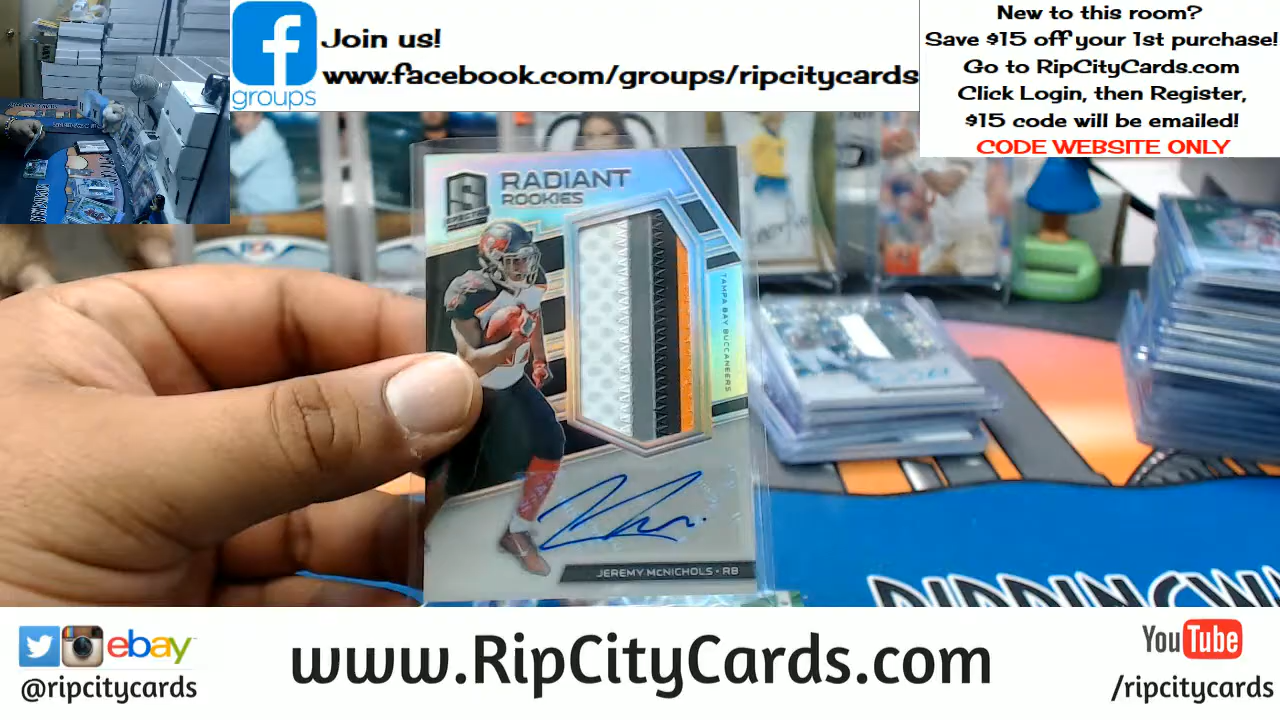 Join us!
www.facebook.com/groups/ripcitycards
groups
New to this room?
Save $15 off your 1st purchase!
Go to RipCityCards.com
Click Login, then Register,
$15 code will be emailed!
CODE WEBSITE ONLY
RADIANT
ROOKIES
TAMPA BAY BUCCANEERS
JEREMY McNICHOLS • RB
ebay
@ripcitycards
www.RipCityCards.com
YouTube
/ripcitycards